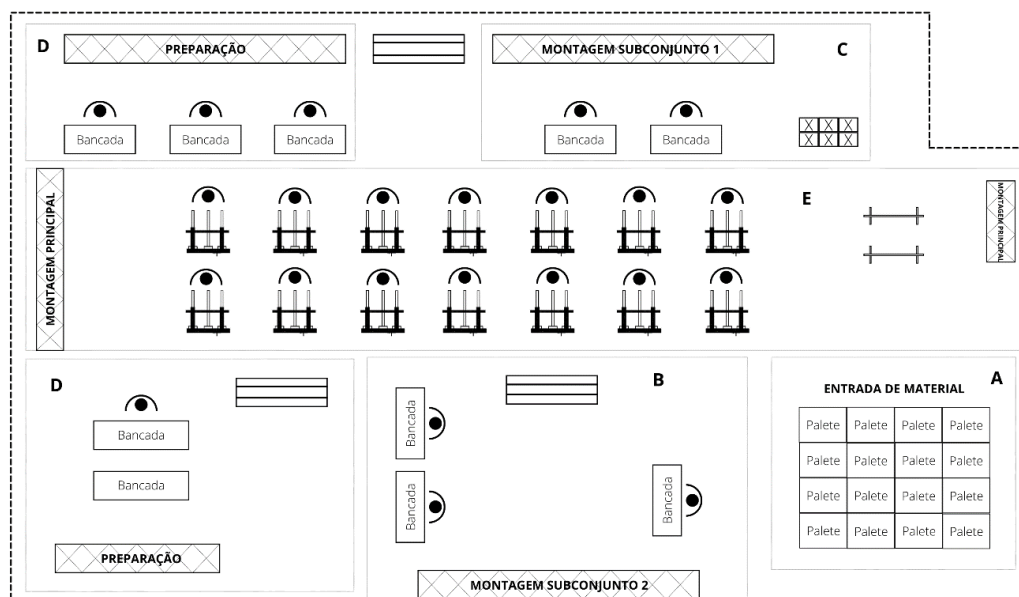 D
PREPARAÇÃO
Bancada
Bancada
Bancada
MONTAGEM SUBCONJUNTO 1
C
Bancada
Bancada
X X X
X X X
MONTAGEM PRINCIPAL
E
MONTAGEM PRINCIPAL
D
Bancada
Bancada
PREPARAÇÃO
B
Bancada
Bancada
Bancada
MONTAGEM SUBCONJUNTO 2
A
ENTRADA DE MATERIAL
Palete Palete Palete Palete
Palete Palete Palete Palete
Palete Palete Palete Palete
Palete Palete Palete Palete